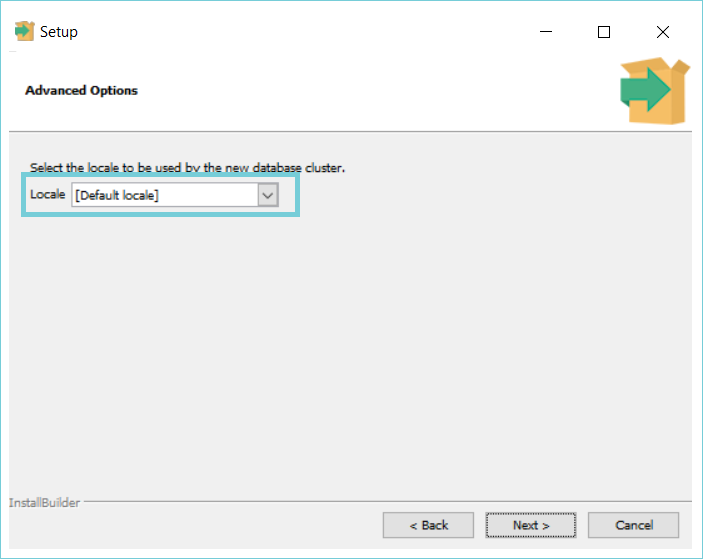 Setup
Advanced Options
Select the locale to be used by the new database cluster.
Locale [Default locale]
InstallBuilder
< Back Next > Cancel